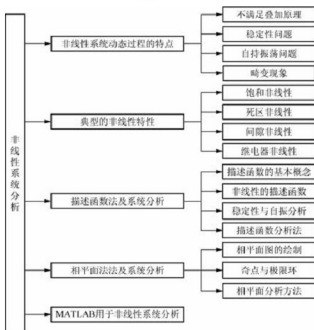 非线性系统分析
非线性系统动态过程的特点
不满足叠加原理
稳定性问题
自持振荡问题
畸变现象
典型的非线性特性
饱和非线性
死区非线性
间隙非线性
继电器非线性
描述函数法及系统分析
描述函数的基本概念
非线性的描述函数
稳定性与自振分析
描述函数分析法
相平面法法及系统分析
相平面图的绘制
奇点与极限环
相平面分析方法
MATLAB用于非线性系统分析